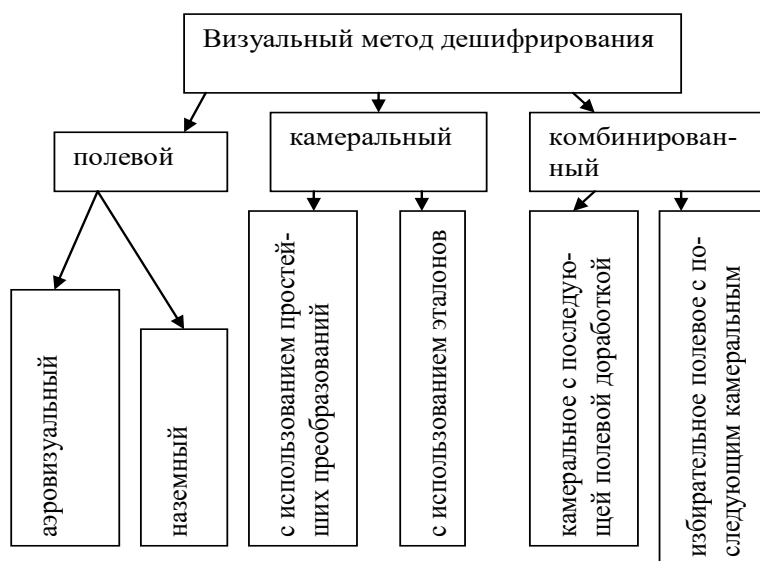 Визуальный метод дешифрирования
полевой
камеральный
комбинирован-
ный
аэровизуальный
наземный
с использованием простей-
ших преобразований
с использованием эталонов
камеральное с последую-
щей полевой доработкой
избирательное полевое с по-
следующим камеральным